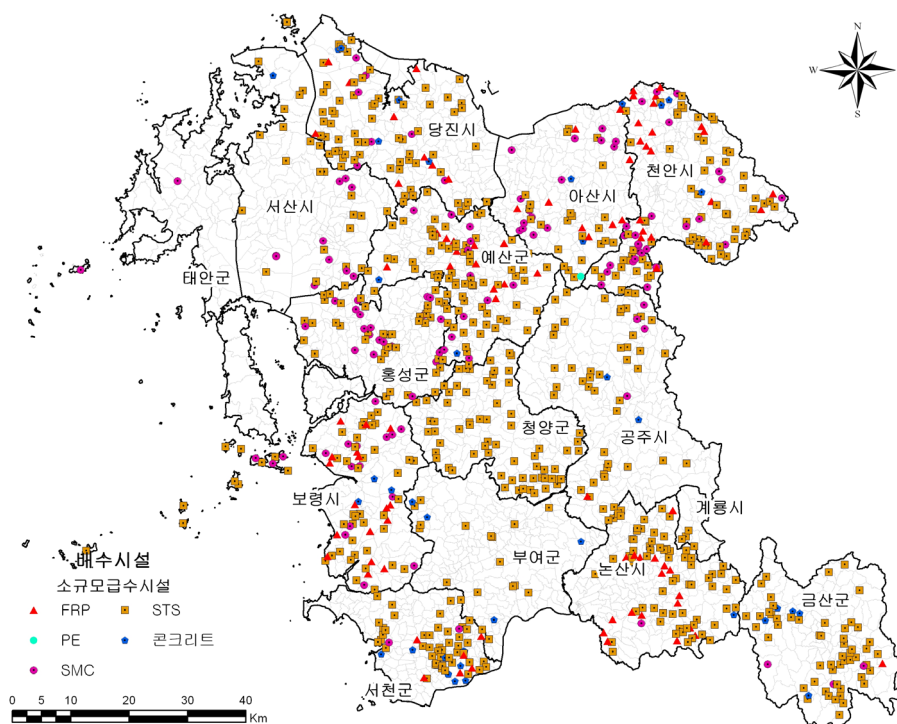 N
W E
S
당진시
서산시
아산시
천안시
예산군
태안군
홍성군
청양군
공주시
보령시
계룡시
부여군
논산시
금산군
서천군
배수시설
소규모급수시설
FRP STS
PE 콘크리트
SMC
0 5 10 20 30 40
Km